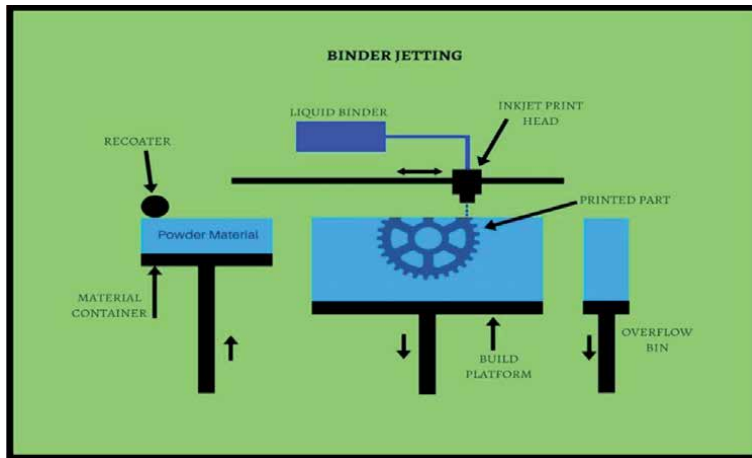 BINDER JETTING
LIQUID BINDER
INKJET PRINT
HEAD
RECOATER
PRINTED PART
Powder Material
MATERIAL
CONTAINER
BUILD
PLATFORM
OVERFLOW
BIN